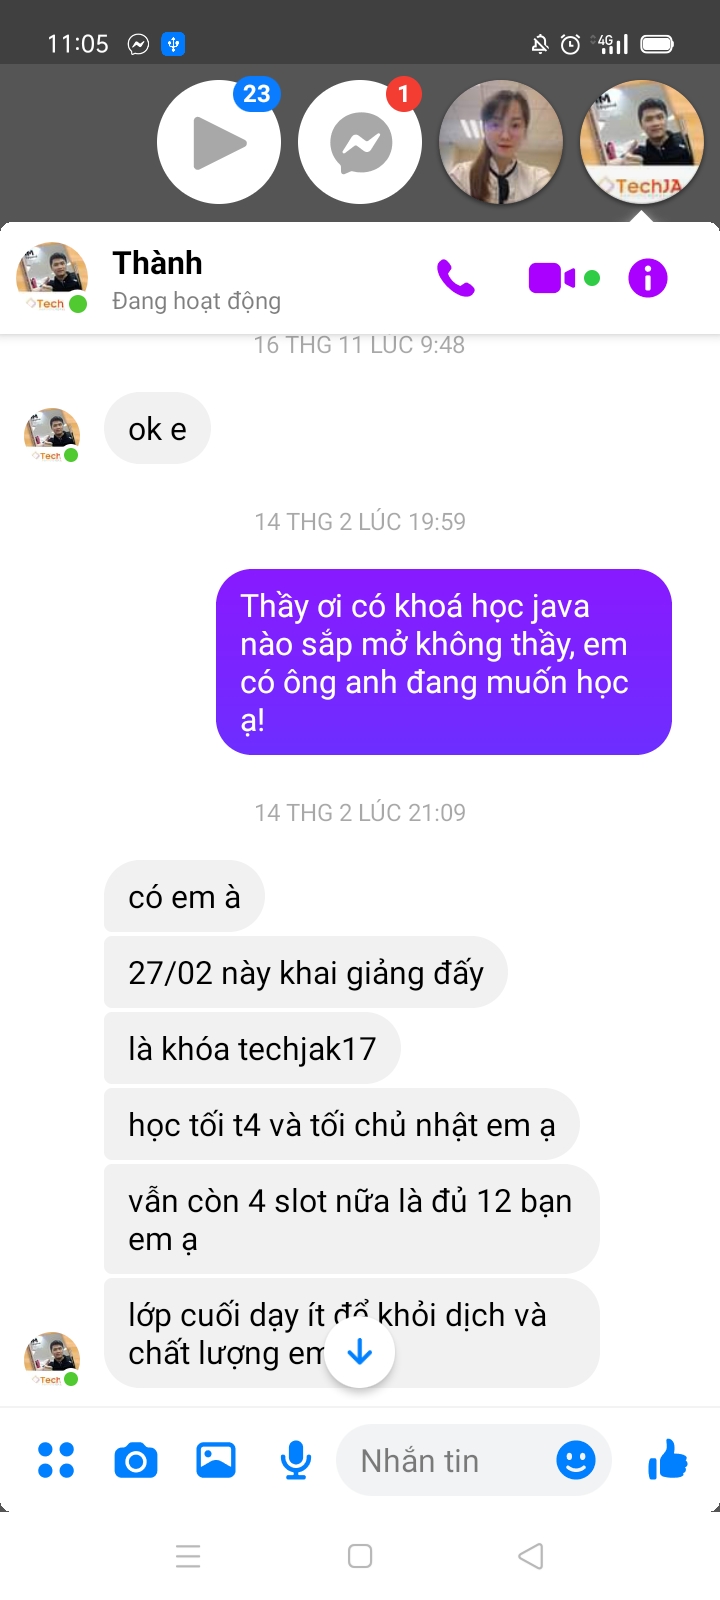 11:05
4G
23
1
TechJA
Thành
Đang hoạt động
Tech
16 THG 11 LÚC 9:48
ok e
Tech
14 THG 2 LÚC 19:59
Thầy ơi có khoá học java
nào sắp mở không thầy, em
có ông anh đang muốn học
ạ!
14 THG 2 LÚC 21:09
có em à
27/02 này khai giảng đấy
là khóa techjak17
học tối t4 và tối chủ nhật em ạ
vẫn còn 4 slot nữa là đủ 12 bạn
em ạ
lớp cuối dạy ít để khỏi dịch và
chất lượng em
Tech
Nhắn tin